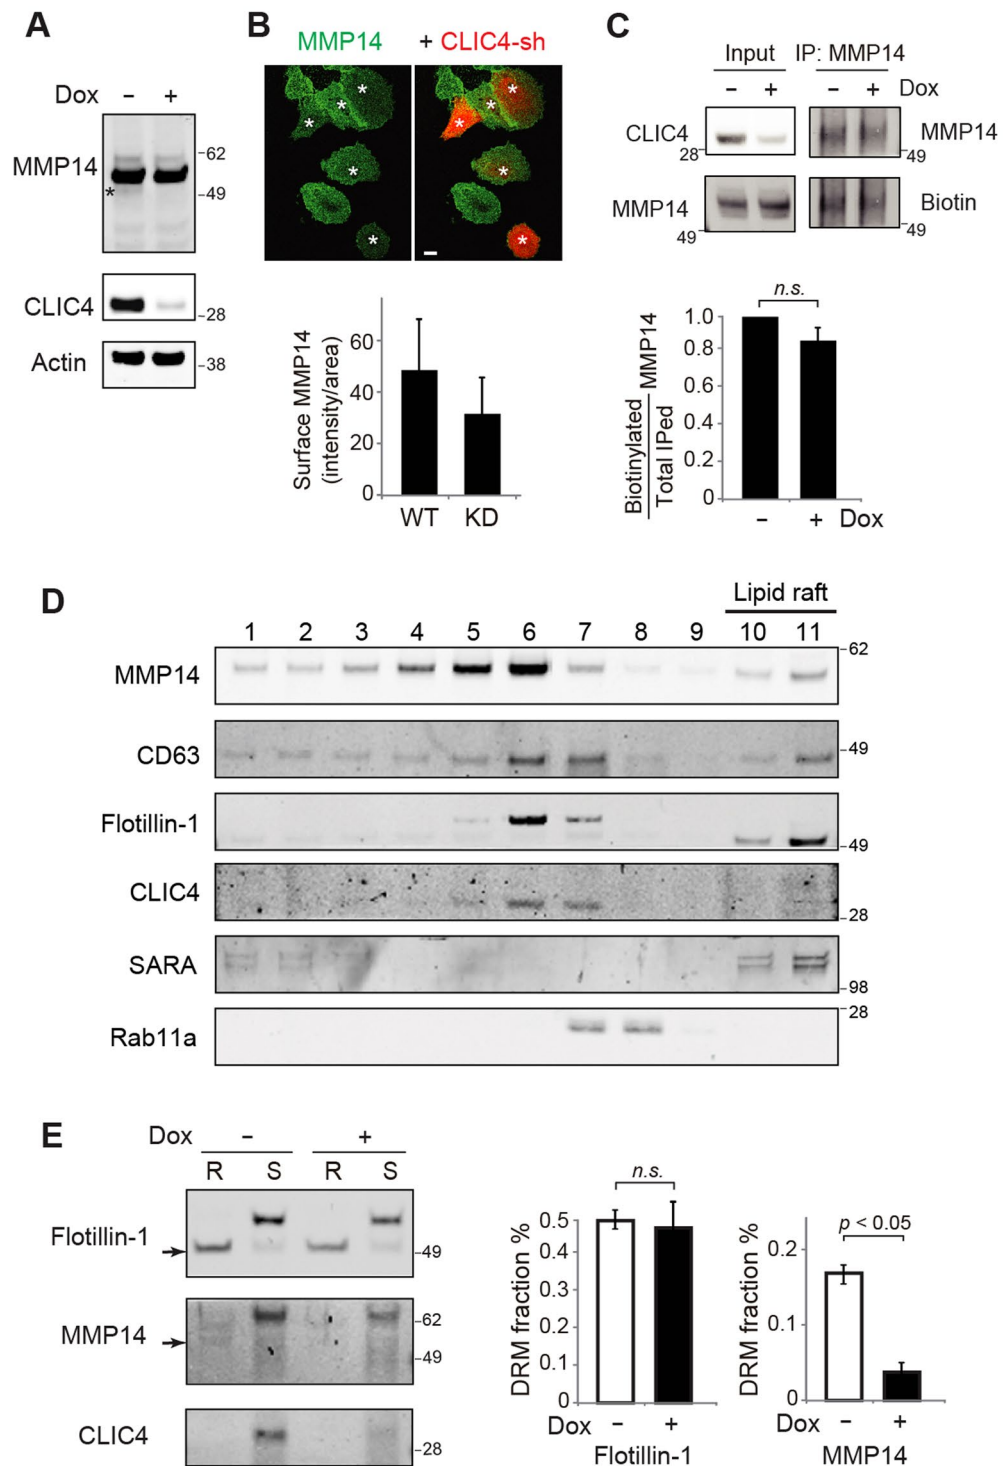 A
Dox – +
MMP14
62
*
49
CLIC4
28
Actin
38
B
MMP14 + CLIC4-sh
* * * * *
* * * * *
Surface MMP14
(intensity/area)
60
40
20
0
WT KD
C
Input IP: MMP14
– + – + Dox
CLIC4
28
MMP14
49
MMP14
49
Biotin
49
n.s.
Biotinylated
Total IPed
MMP14
1.0
0.8
0.6
0.4
0.2
0
– + Dox
D
Lipid raft
1 2 3 4 5 6 7 8 9 10 11
MMP14
62
CD63
49
Flotillin-1
49
CLIC4
28
SARA
98
Rab11a
28
E
Dox – +
R S R S
Flotillin-1
49
MMP14
62
49
CLIC4
28
n.s.
DRM fraction %
0.5
0.4
0.3
0.2
0.1
0
Dox – +
Flotillin-1
p < 0.05
DRM fraction %
0.2
0.1
0
Dox – +
MMP14